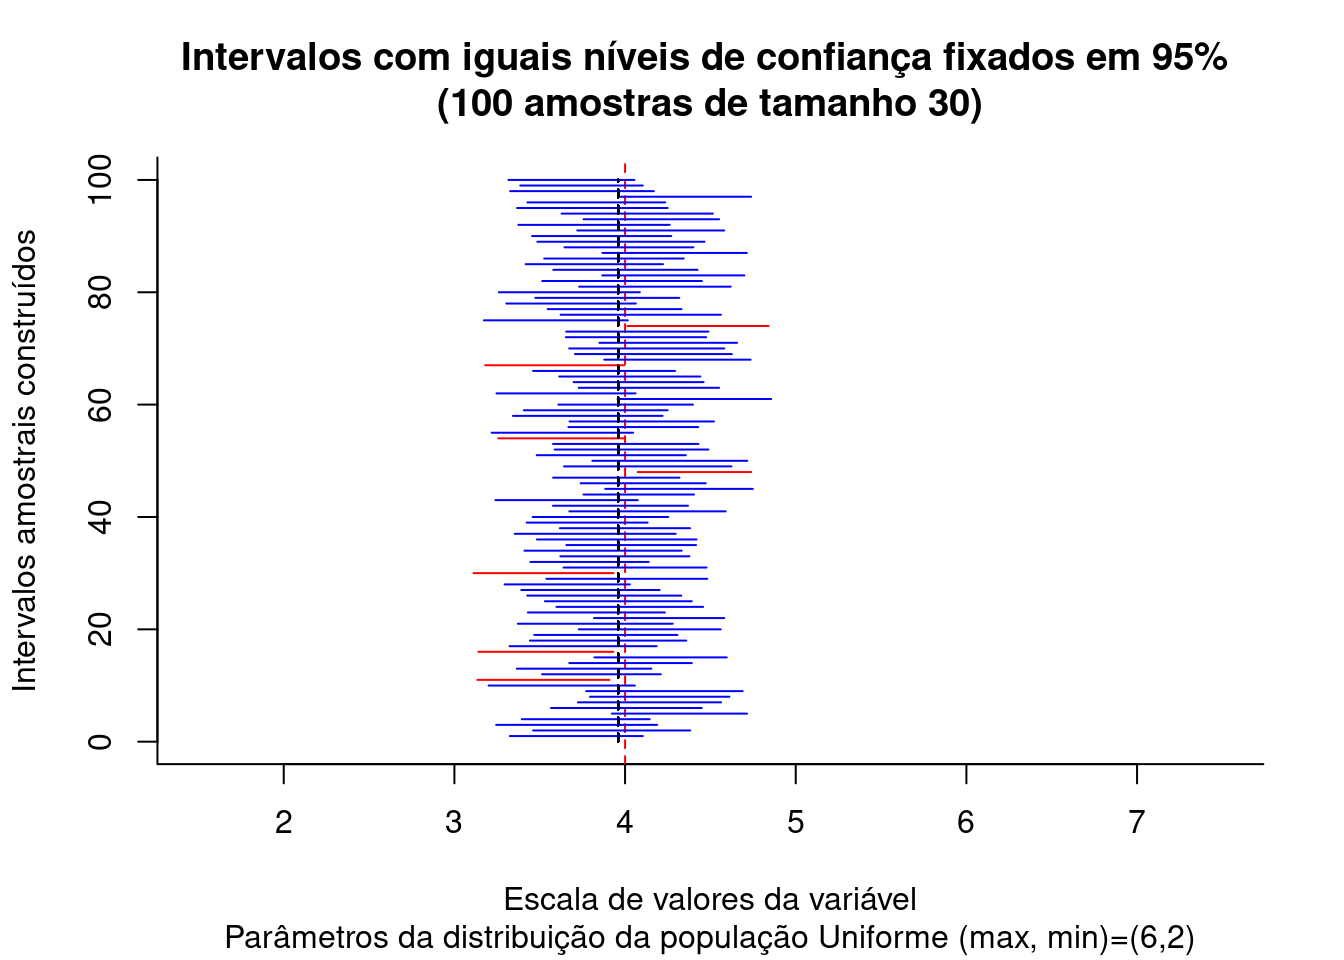 Intervalos com iguais níveis de confiança fixados em 95%
(100 amostras de tamanho 30)
Intervalos amostrais construídos
100
80
60
40
20
0
2 3 4 5 6 7
Escala de valores da variável
Parâmetros da distribuição da população Uniforme (max, min)=(6,2)